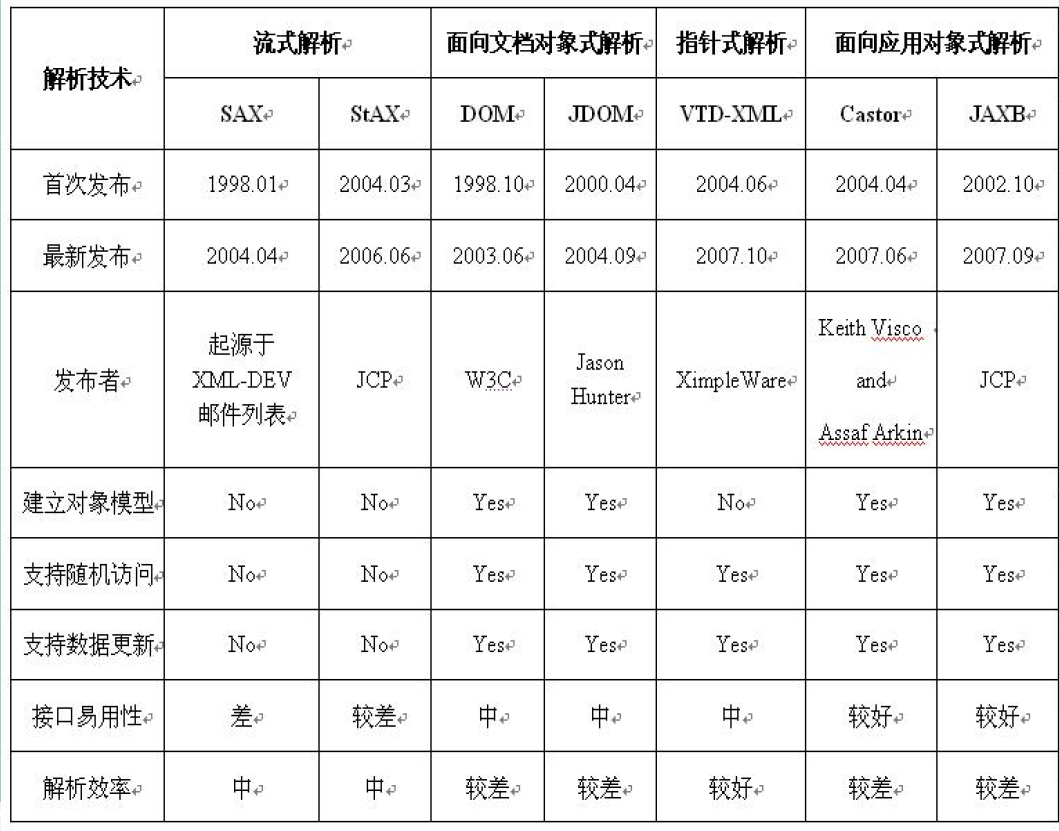 解析技术 流式解析 面向文档对象式解析 指针式解析 面向应用对象式解析
SAX StAX DOM JDOM VTD-XML Castor JAXB
首次发布 1998.01 2004.03 1998.10 2000.04 2004.06 2004.04 2002.10
最新发布 2004.04 2006.06 2003.06 2004.09 2007.10 2007.06 2007.09
发布者
起源于
XML-DEV
邮件列表
JCP
W3C
Jason
Hunter
XimpleWare
Keith Visco
and
Assaf Arkin
JCP
建立对象模型 No No Yes Yes No Yes Yes
支持随机访问 No No Yes Yes Yes Yes Yes
支持数据更新 No No Yes Yes Yes Yes Yes
接口易用性 差 较差 中 中 中 较好 较好
解析效率 中 中 较差 较差 较好 较差 较差